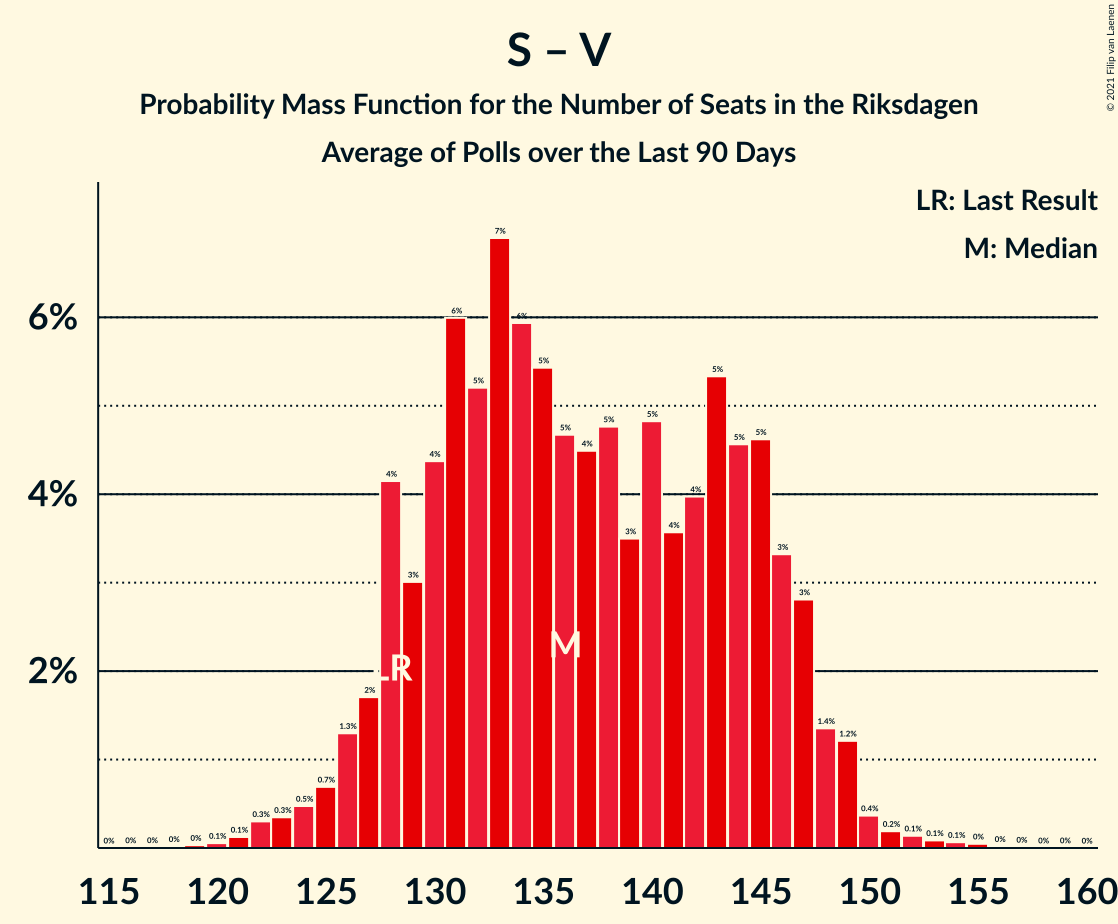 S – V
Probability Mass Function for the Number of Seats in the Riksdagen
Average of Polls over the Last 90 Days
© 2021 Filip van Laenen
LR: Last Result
M: Median
6%
4%
2%
0% 0% 0% 0% 0% 0.1% 0.1% 0.3% 0.3% 0.5% 0.7% 1.3% 2% 4% 3% 4% 6% 5% 7% 6% 5% 5% 4% 5% 3% 5% 4% 4% 5% 5% 5% 3% 3% 1.4% 1.2% 0.4% 0.2% 0.1% 0.1% 0.1% 0% 0% 0% 0% 0% 0%
LR
M
115 120 125 130 135 140 145 150 155 160